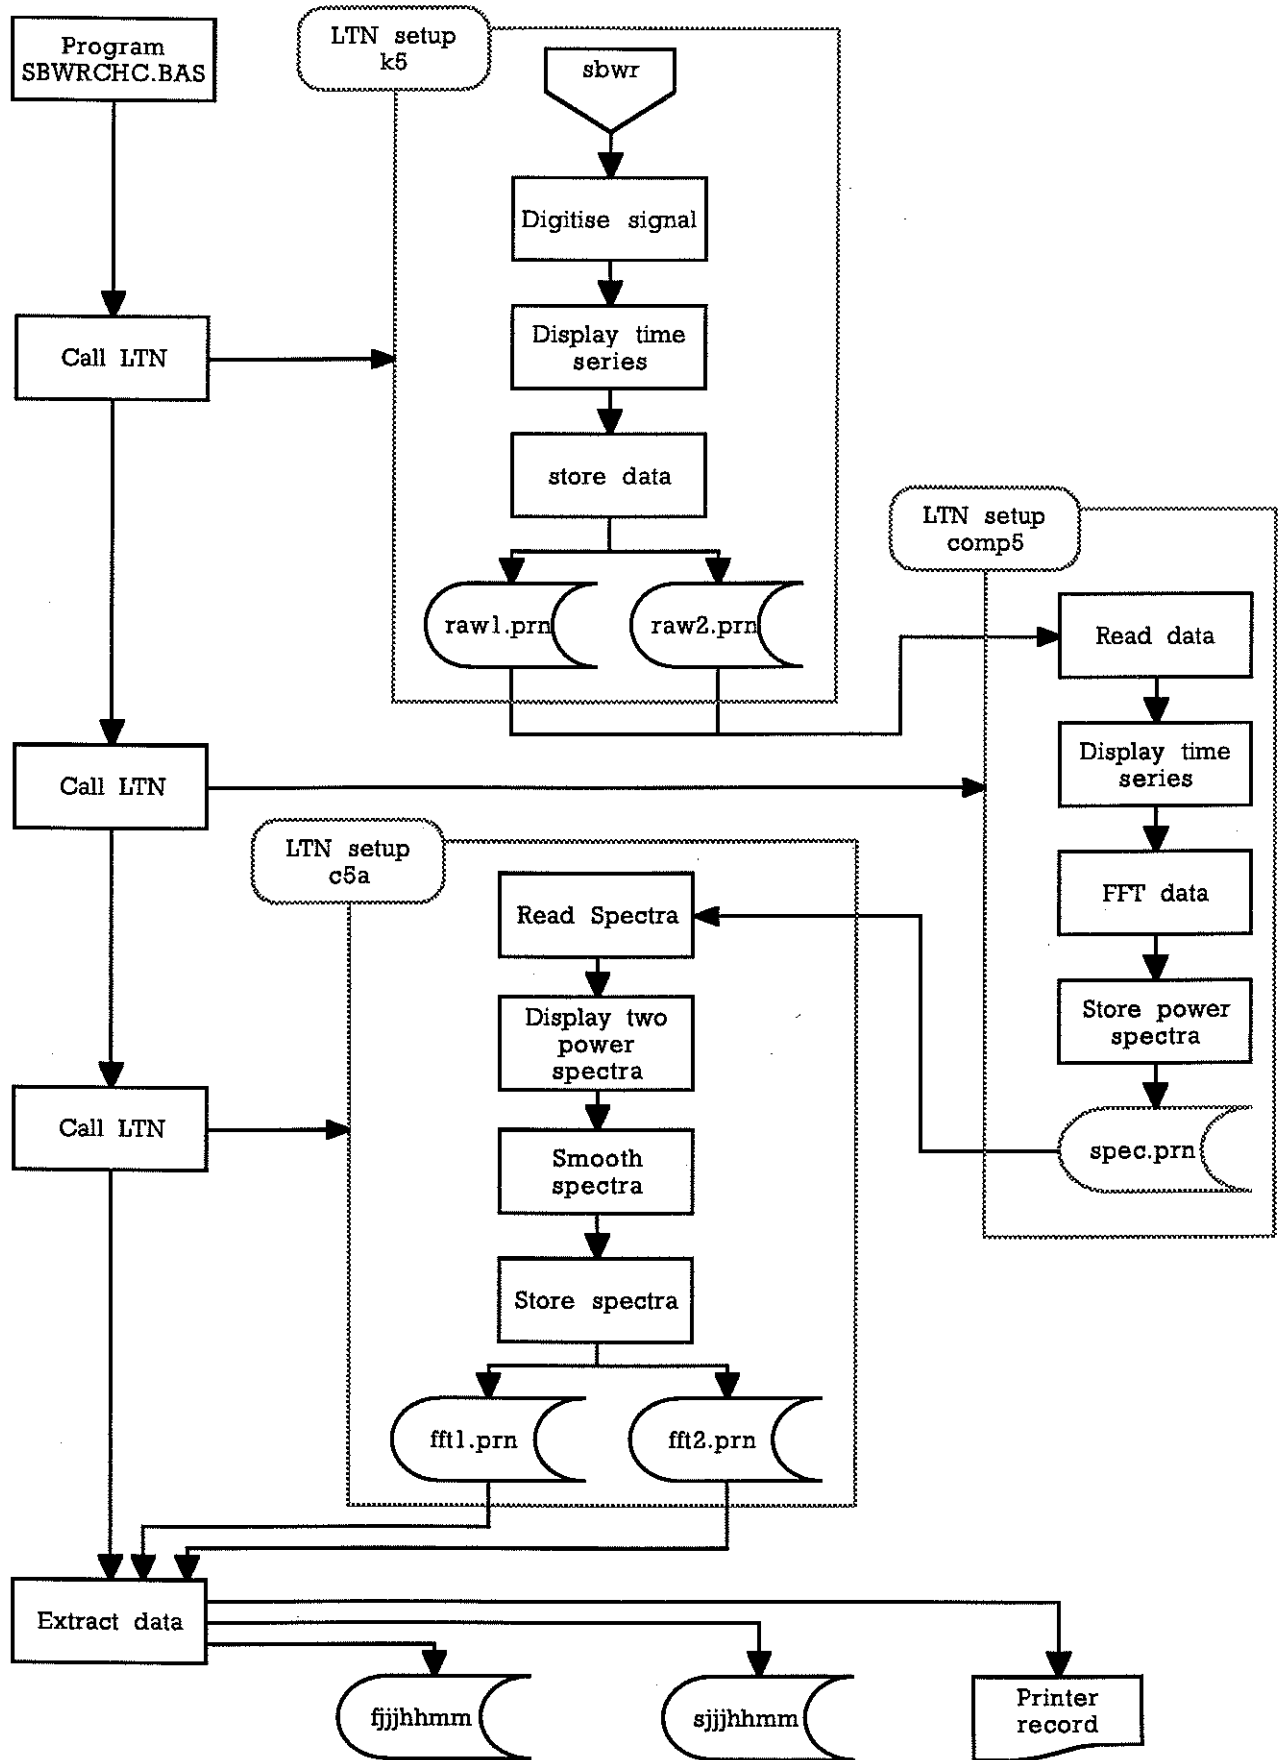 Program
SBWRCHC.BAS
LTN setup
k5
sbwr
Digitise signal
Display time
series
Call LTN
store data
raw1.prn
raw2.prn
LTN setup
comp5
Read data
Display time
series
FFT data
Store power
spectra
spec.prn
Call LTN
LTN setup
c5a
Read Spectra
Display two
power
spectra
Smooth
spectra
Store spectra
fft1.prn
fft2.prn
Call LTN
Extract data
fjjjhhmm
sjjjhhmm
Printer
record